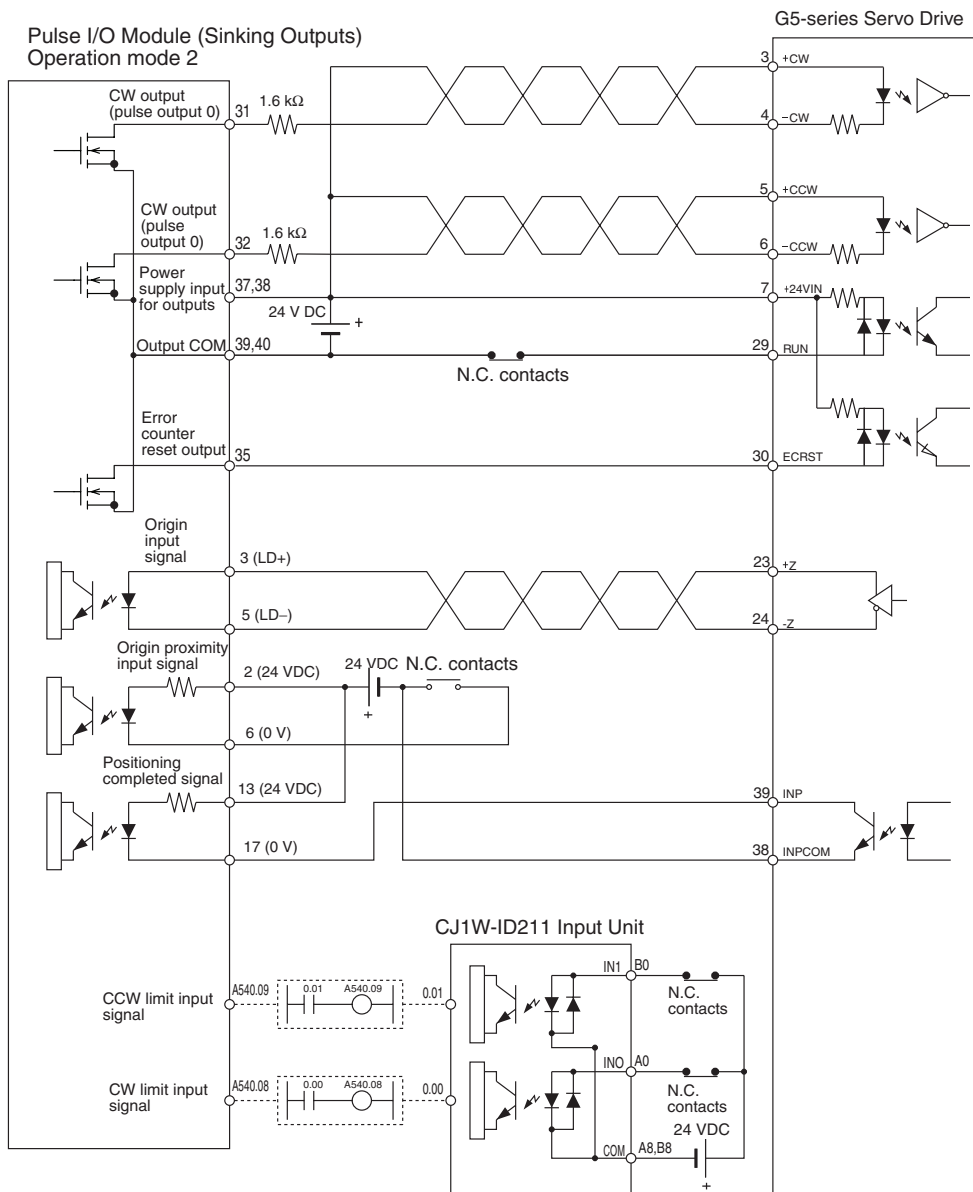 G5-series Servo Drive
Pulse I/O Module (Sinking Outputs)
Operation mode 2
CW output
(pulse output 0)
31
1.6 kΩ
3
+CW
4
−CW
CW output
(pulse
output 0)
32
1.6 kΩ
5
+CCW
6
−CCW
Power
supply input
for outputs
37,38
24 V DC
+
7
+24VIN
Output COM
39,40
N.C. contacts
29
RUN
Error
counter
reset output
35
30
ECRST
Origin
input
signal
3 (LD+)
23
+Z
5 (LD−)
24
-Z
Origin proximity
input signal
2 (24 VDC)
24 VDC
N.C. contacts
+
6 (0 V)
Positioning
completed signal
13 (24 VDC)
39
INP
17 (0 V)
38
INPCOM
CJ1W-ID211 Input Unit
CCW limit input
signal
A540.09
0.01
A540.09
0.01
IN1
B0
N.C.
contacts
CW limit input
signal
A540.08
0.00
A540.08
0.00
INO
A0
N.C.
contacts
24 VDC
COM
A8,B8
+